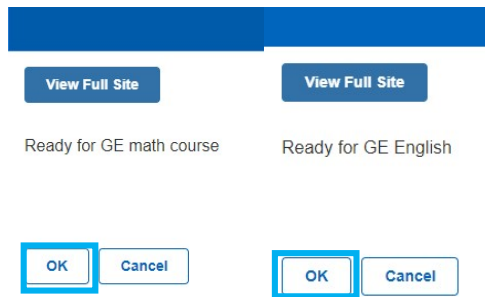 View Full Site
Ready for GE math course
OK Cancel
View Full Site
Ready for GE English
OK Cancel